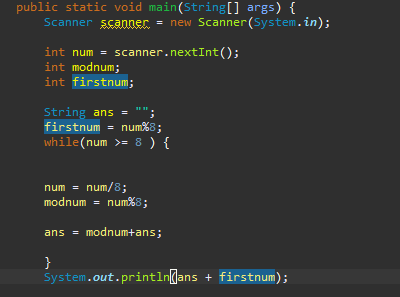 public static void main(String[] args) {
Scanner scanner = new Scanner(System.in);
int num = scanner.nextInt();
int modnum;
int firstnum;
String ans = "";
firstnum = num%8;
while(num >= 8 ) {
num = num/8;
modnum = num%8;
ans = modnum+ans;
}
System.out.println(ans + firstnum);